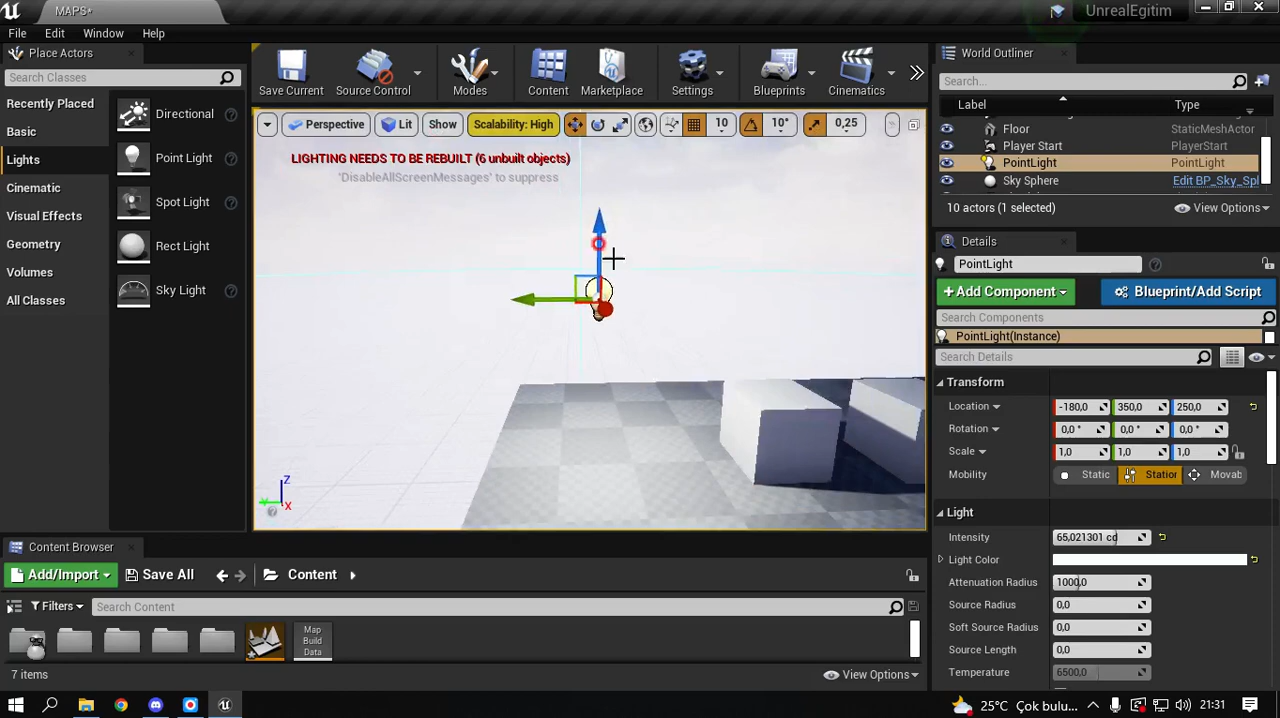 MAPS*
UnrealEgitim
File Edit Window Help
Place Actors
Search Classes
Recently Placed
Basic
Lights
Cinematic
Visual Effects
Geometry
Volumes
All Classes
Directional
Point Light
Spot Light
Rect Light
Sky Light
Save Current
Source Control
Modes
Content
Marketplace
Settings
Blueprints
Cinematics
Perspective
Lit
Show
Scalability: High
10
10°
0,25
LIGHTING NEEDS TO BE REBUILT (6 unbuilt objects)
'DisableAllScreenMessages' to suppress
Z
X
World Outliner
Search...
Label Type
Floor StaticMeshActor
Player Start PlayerStart
PointLight PointLight
Sky Sphere Edit BP_Sky_Spl
10 actors (1 selected) View Options
Details
PointLight
+ Add Component
Blueprint/Add Script
Search Components
PointLight(Instance)
Search Details
Transform
Location -180,0 350,0 250,0
Rotation 0,0 ° 0,0 ° 0,0 °
Scale 1,0 1,0 1,0
Mobility Static Station Movab
Light
Intensity 65,021301 cd
Light Color
Attenuation Radius 1000,0
Source Radius 0,0
Soft Source Radius 0,0
Source Length 0,0
Temperature 6500,0
Content Browser
Add/Import
Save All
Content
Filters
Search Content
Map
Build
Data
7 items
View Options
25°C Çok bulu...
21:31